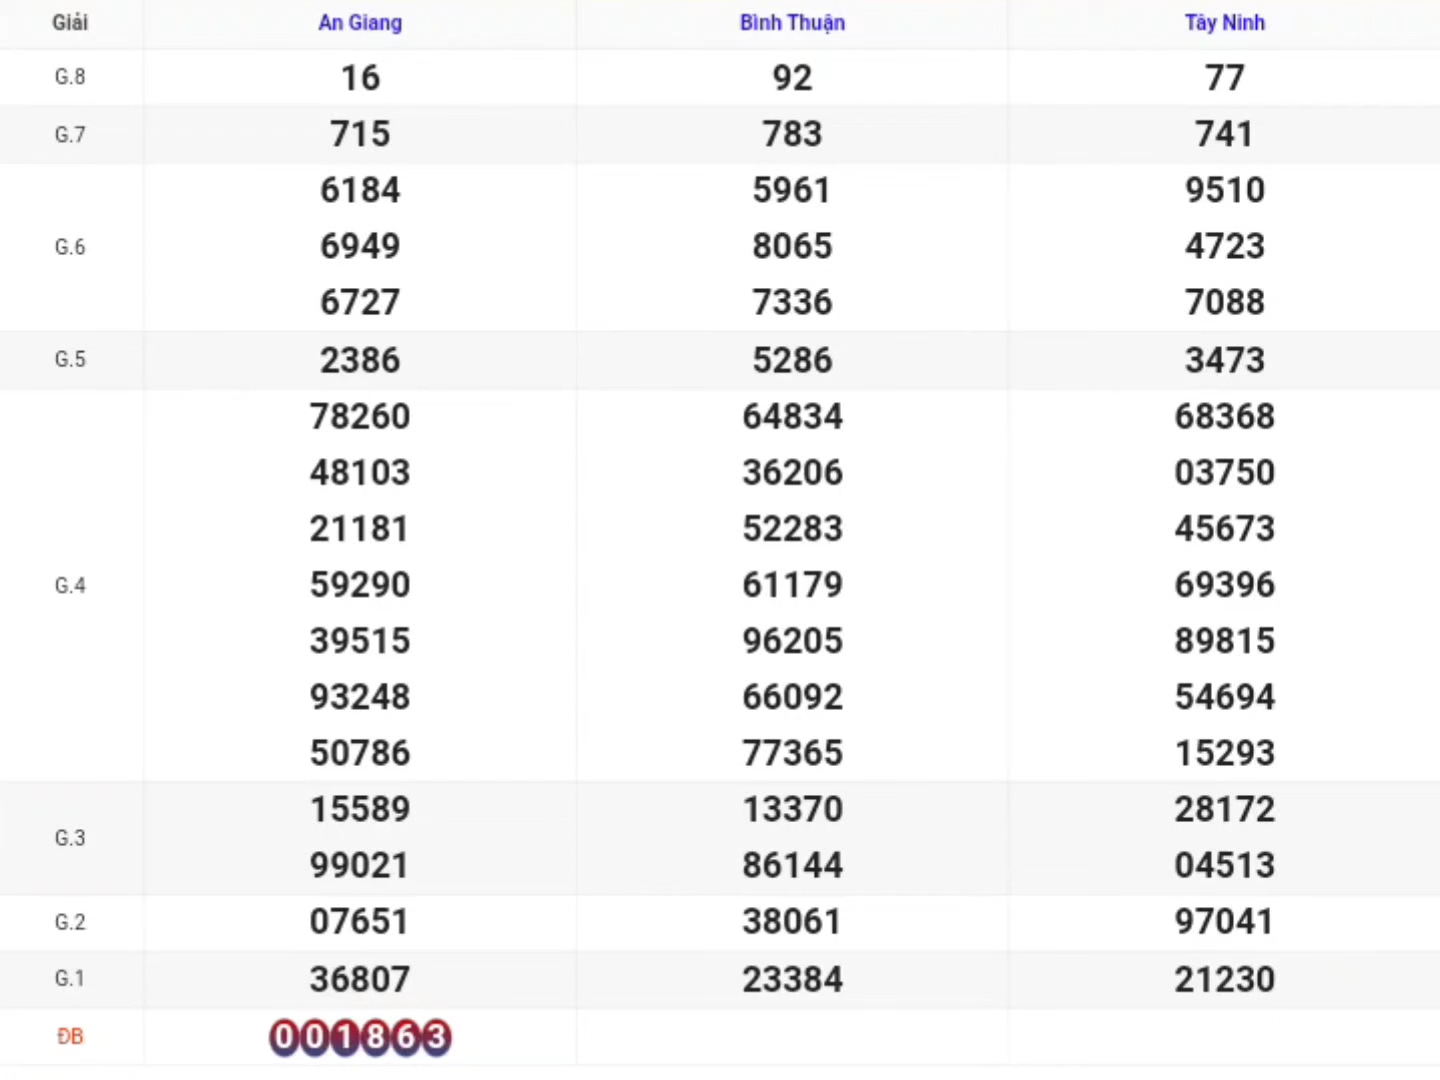 Giải An Giang Bình Thuận Tây Ninh
G.8 16 92 77
G.7 715 783 741
6184 5961 9510
G.6 6949 8065 4723
6727 7336 7088
G.5 2386 5286 3473
78260 64834 68368
48103 36206 03750
21181 52283 45673
G.4 59290 61179 69396
39515 96205 89815
93248 66092 54694
50786 77365 15293
G.3 15589 13370 28172
99021 86144 04513
G.2 07651 38061 97041
G.1 36807 23384 21230
ĐB 001863